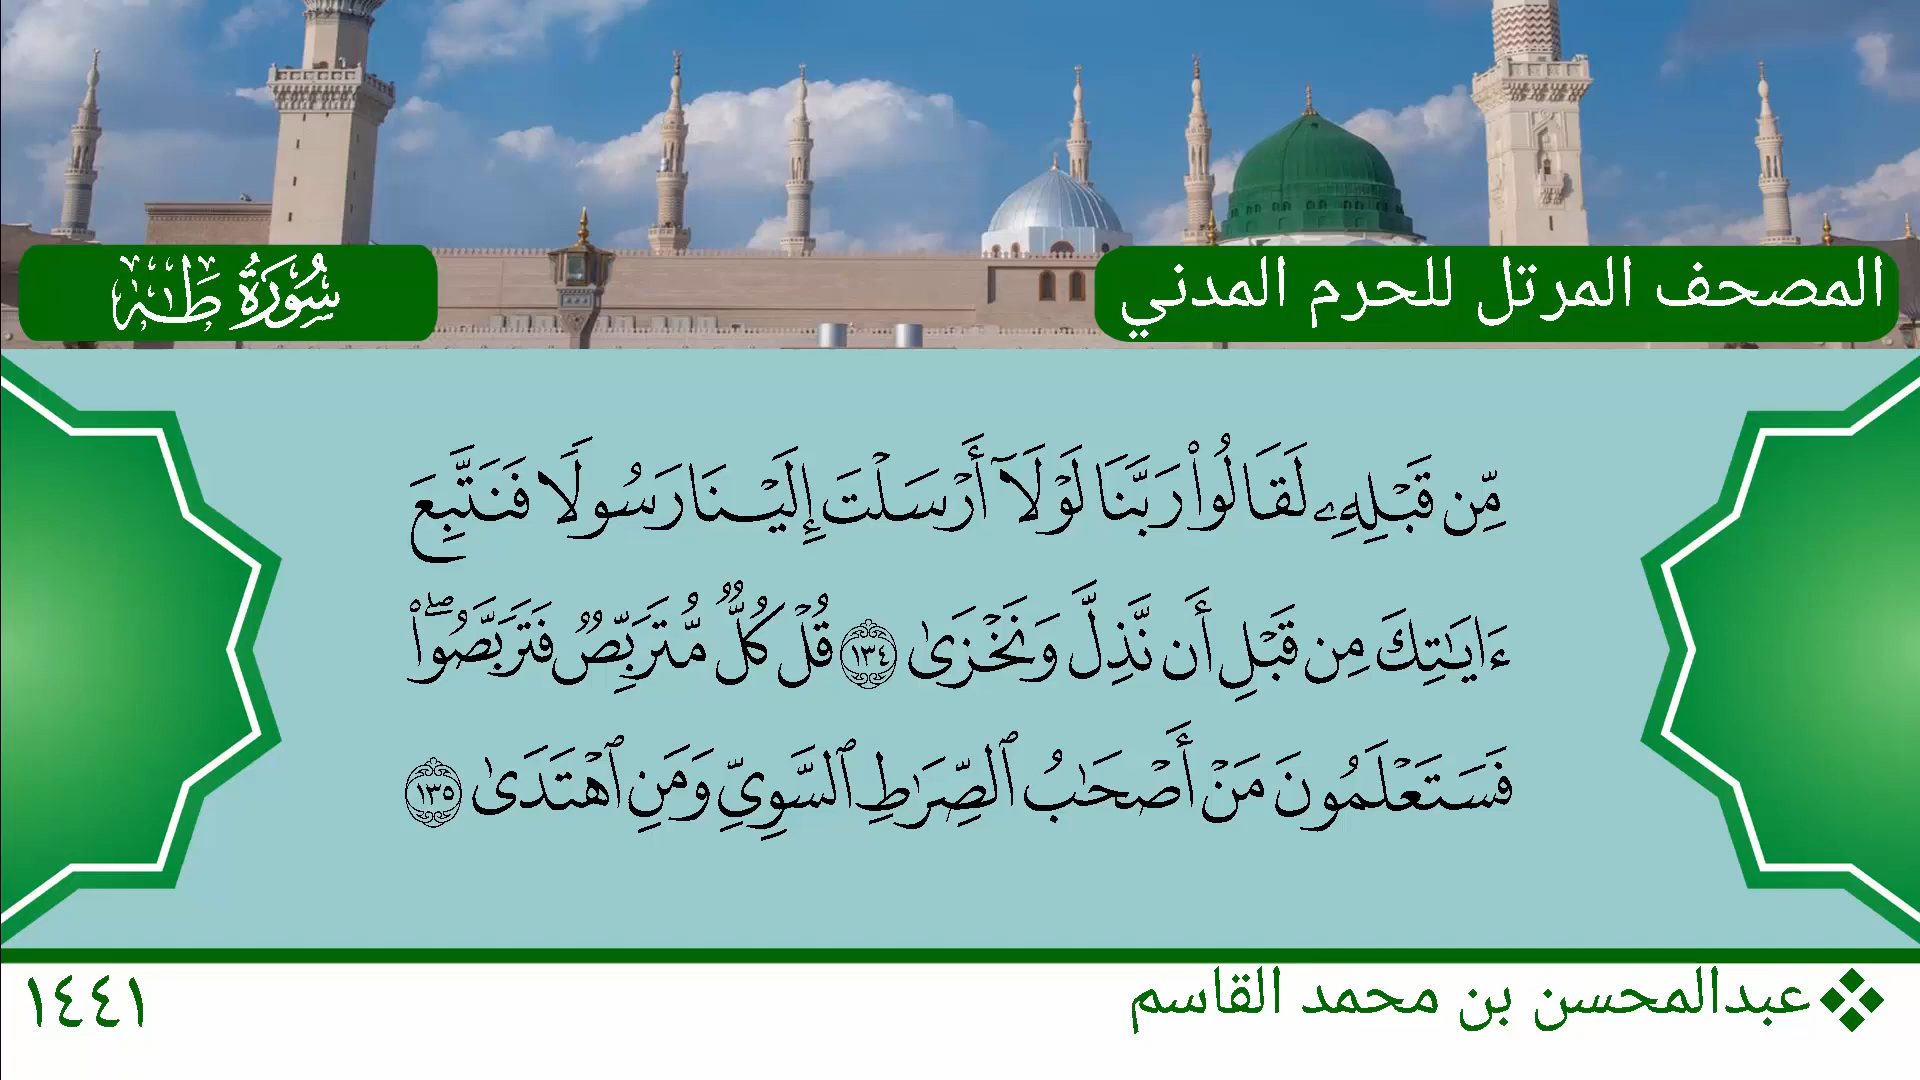 المصحف المرتل للحرم المدني
سُورَةُ طه
مِّن قَبْلِهِۦ لَقَالُوا۟ رَبَّنَا لَوْلَآ أَرْسَلْتَ إِلَيْنَا رَسُولًا فَنَتَّبِعَ
ءَايَـٰتِكَ مِن قَبْلِ أَن نَّذِلَّ وَنَخْزَىٰ ١٣٤ قُلْ كُلٌّ مُّتَرَبِّصٌ فَتَرَبَّصُوا۟ۖ
فَسَتَعْلَمُونَ مَنْ أَصْحَـٰبُ ٱلصِّرَٰطِ ٱلسَّوِىِّ وَمَنِ ٱهْتَدَىٰ ١٣٥
عبدالمحسن بن محمد القاسم
١٤٤١